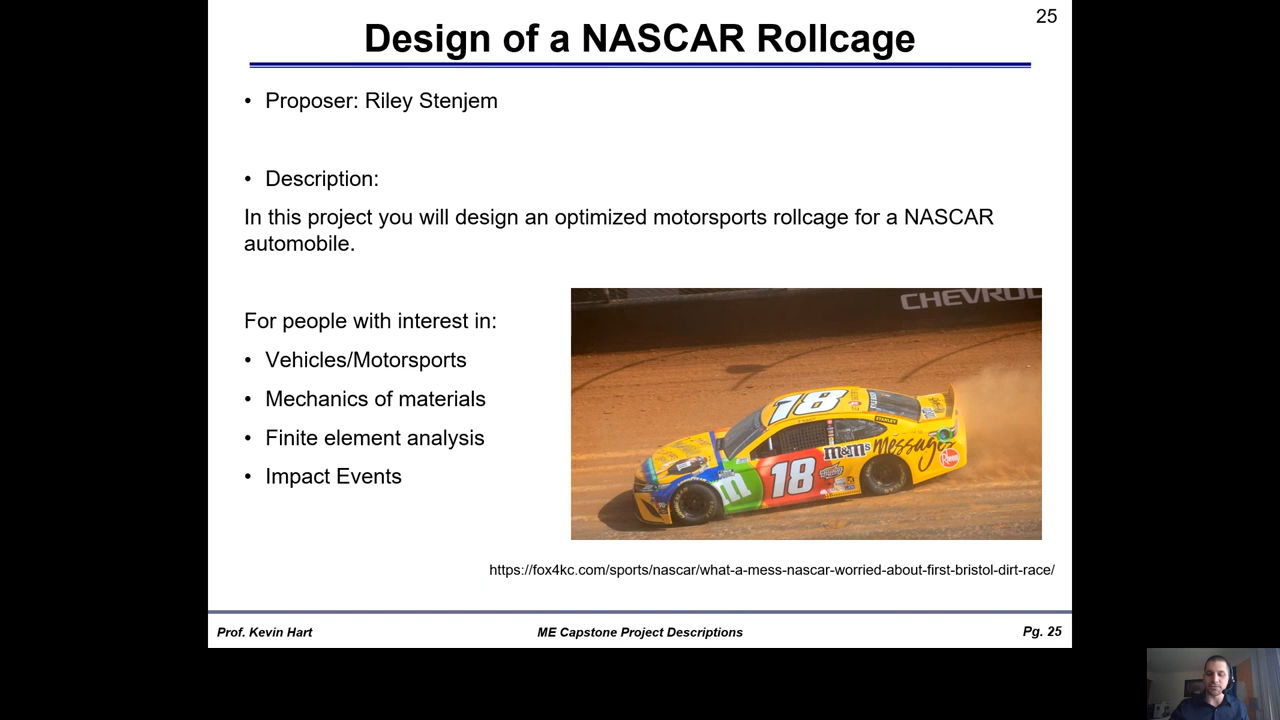 25
Design of a NASCAR Rollcage
• Proposer: Riley Stenjem
• Description:
In this project you will design an optimized motorsports rollcage for a NASCAR
automobile.
For people with interest in:
• Vehicles/Motorsports
• Mechanics of materials
• Finite element analysis
• Impact Events
CHEVROL
18
18
m&m's
messages
m
https://fox4kc.com/sports/nascar/what-a-mess-nascar-worried-about-first-bristol-dirt-race/
Prof. Kevin Hart
ME Capstone Project Descriptions
Pg. 25